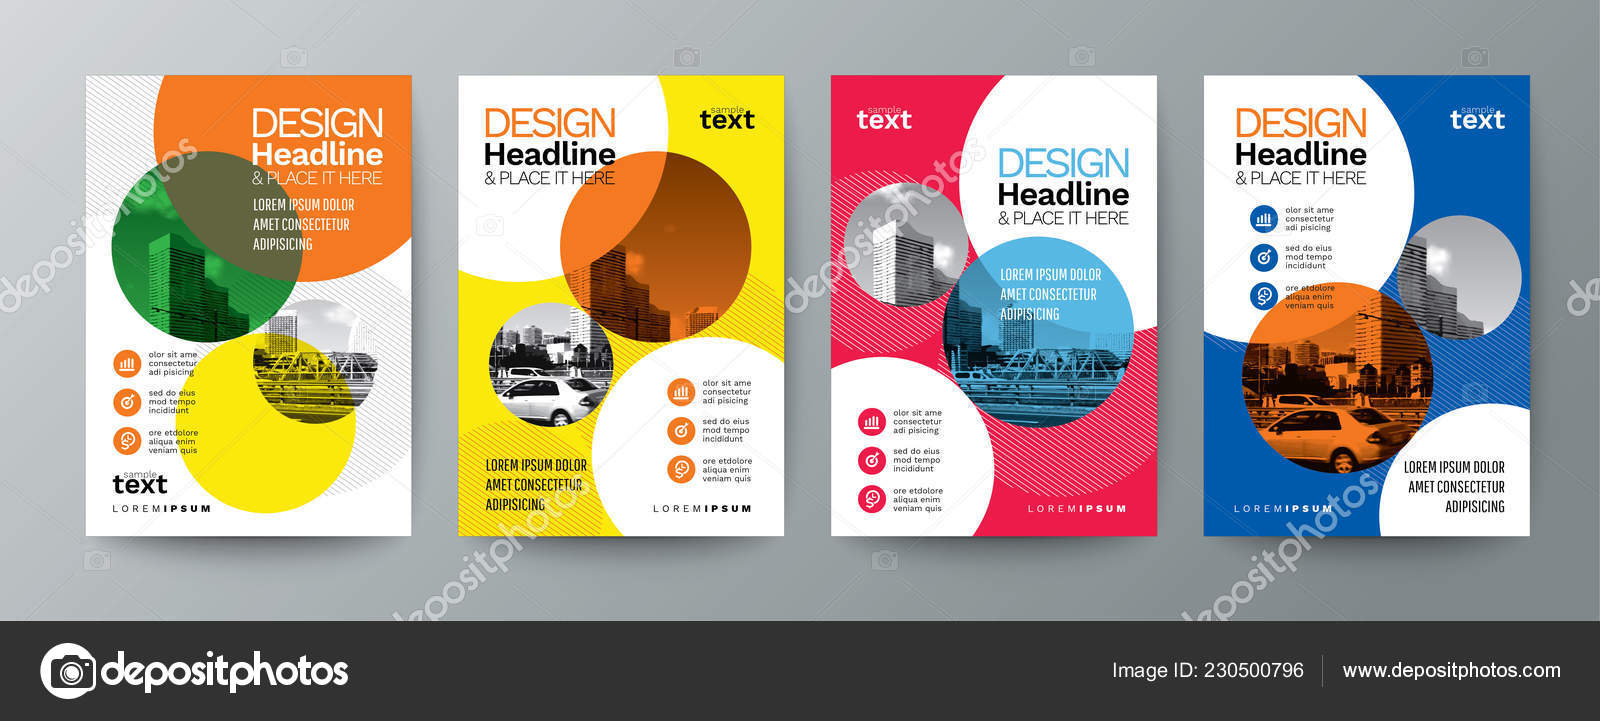 DESIGN
Headline
& PLACE IT HERE
LOREM IPSUM DOLOR
AMET CONSECTETUR
ADIPISICING
olor sit ame
consectetur
adi pisicing
sed do eius
mod tempo
incididunt
ore etdolore
aliqua enim
veniam quis
sample
text
LOREMIPSUM
DESIGN
Headline
& PLACE IT HERE
sample
text
olor sit ame
consectetur
adi pisicing
sed do eius
mod tempo
incididunt
ore etdolore
aliqua enim
veniam quis
LOREM IPSUM DOLOR
AMET CONSECTETUR
ADIPISICING
LOREMIPSUM
sample
text
DESIGN
Headline
& PLACE IT HERE
LOREM IPSUM DOLOR
AMET CONSECTETUR
ADIPISICING
olor sit ame
consectetur
adi pisicing
sed do eius
mod tempo
incididunt
ore etdolore
aliqua enim
veniam quis
LOREMIPSUM
DESIGN
Headline
& PLACE IT HERE
sample
text
olor sit ame
consectetur
adi pisicing
sed do eius
mod tempo
incididunt
ore etdolore
aliqua enim
veniam quis
LOREM IPSUM DOLOR
AMET CONSECTETUR
ADIPISICING
LOREMIPSUM
depositphotos
depositphotos
depositphotos
depositphotos
depositphotos
depositphotos
Image ID: 230500796
www.depositphotos.com